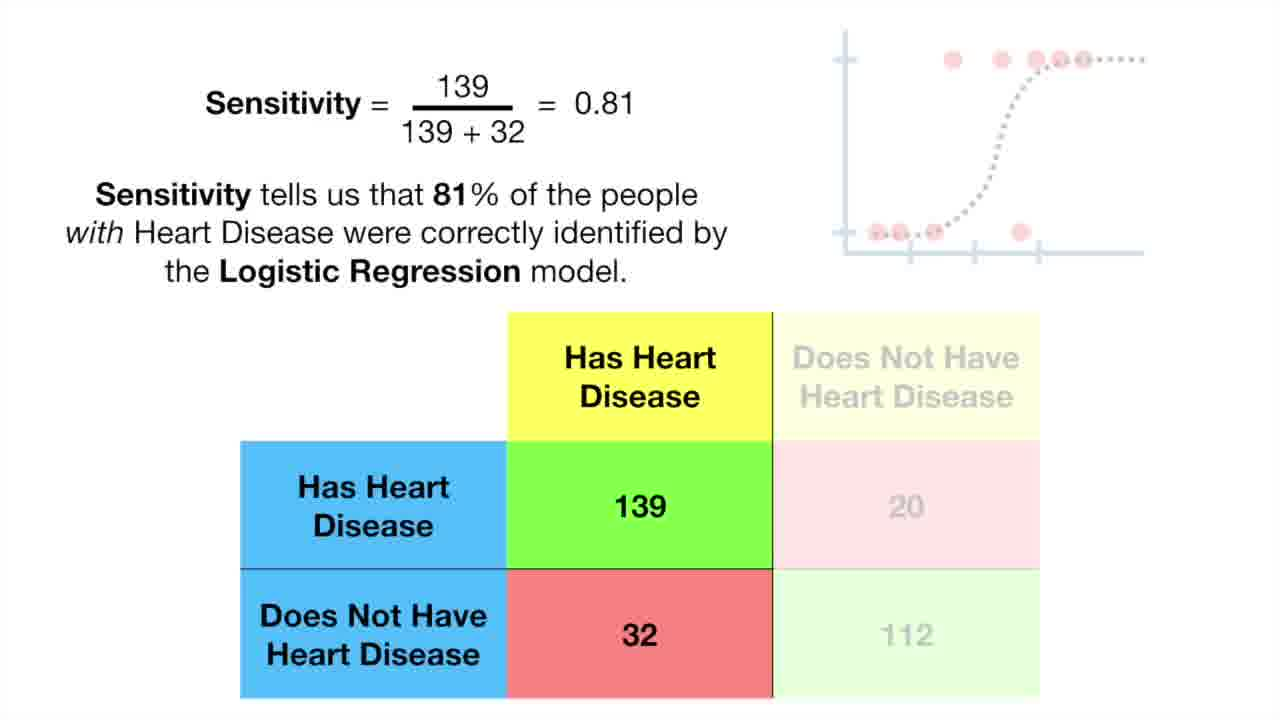 139
Sensitivity = ―― = 0.81
139 + 32
Sensitivity tells us that 81% of the people
with Heart Disease were correctly identified by
the Logistic Regression model.
Has Heart
Disease
Does Not Have
Heart Disease
Has Heart
Disease
139
20
Does Not Have
Heart Disease
32
112